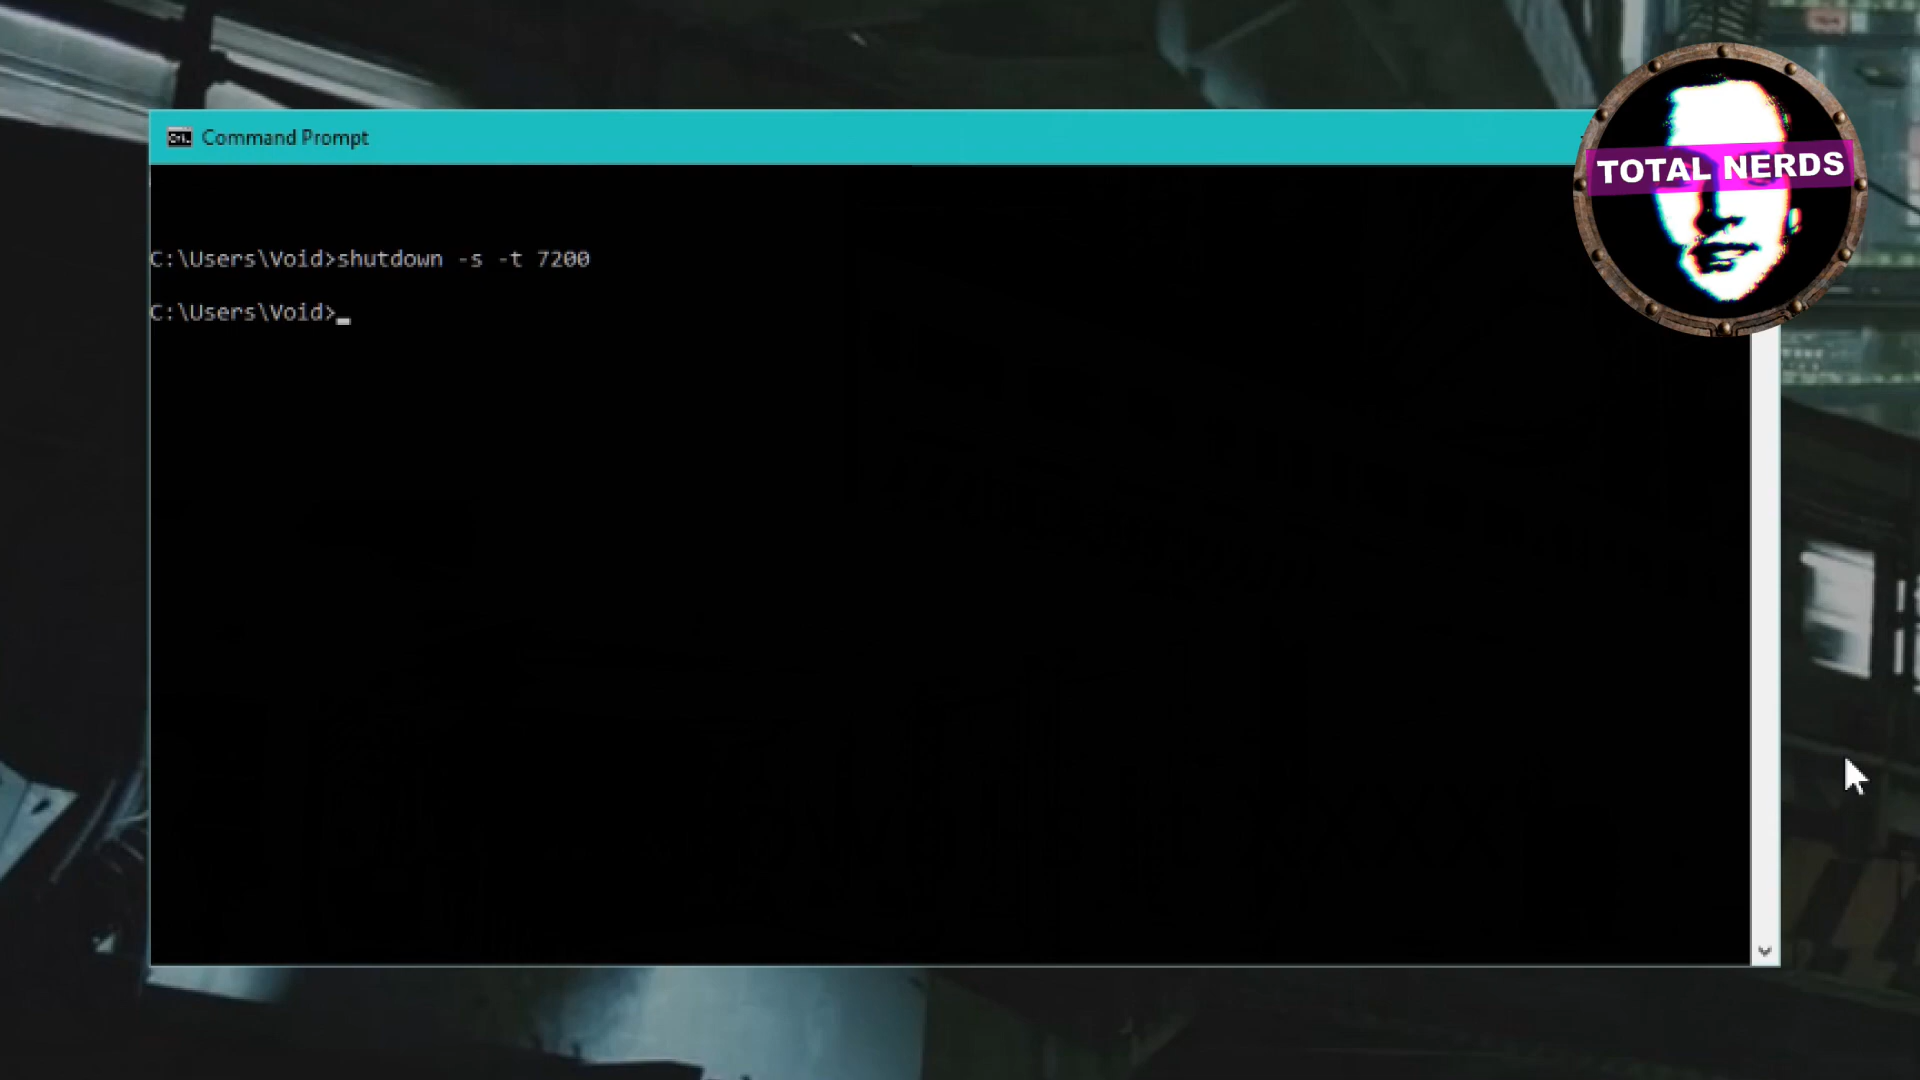 Command Prompt
TOTAL NERDS
C:\Users\Void>shutdown -s -t 7200
C:\Users\Void>